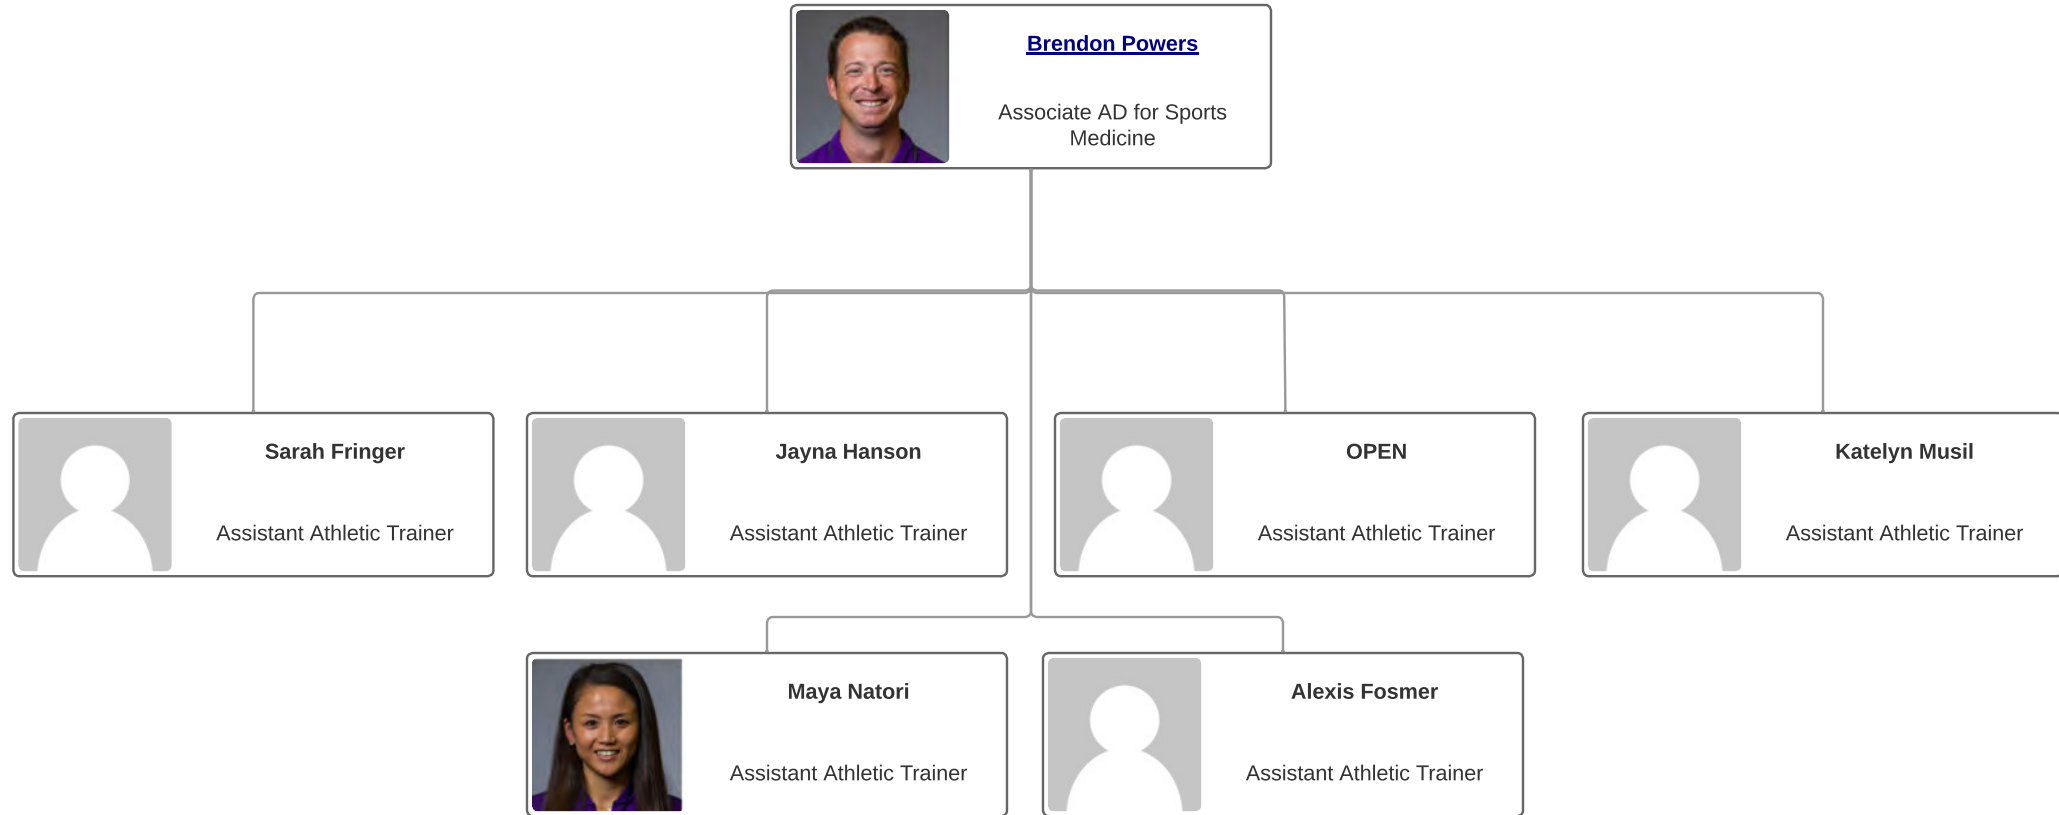 Brendon Powers
Associate AD for Sports
Medicine
Sarah Fringer
Assistant Athletic Trainer
Jayna Hanson
Assistant Athletic Trainer
OPEN
Assistant Athletic Trainer
Katelyn Musil
Assistant Athletic Trainer
Maya Natori
Assistant Athletic Trainer
Alexis Fosmer
Assistant Athletic Trainer